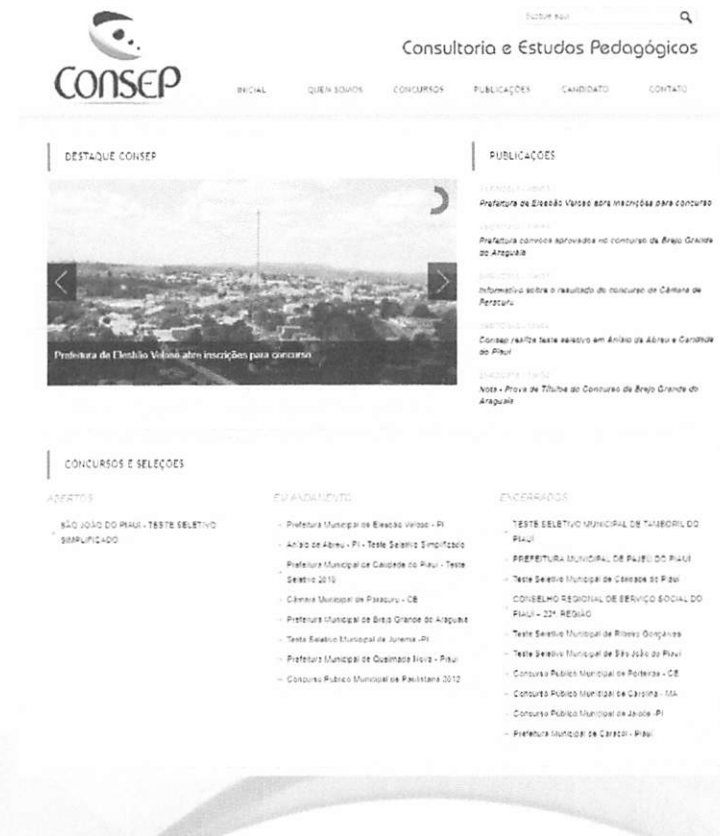 Busque aqui
Consultoria e Estudos Pedagógicos
CONSEP
INICIAL QUEM SOMOS CONCURSOS PUBLICAÇÕES CANDIDATO CONTATO
DESTAQUE CONSEP
Prefeitura de Elesbão Veloso abre inscrições para concurso
PUBLICAÇÕES
Prefeitura de Elesbão Veloso abre inscrições para concurso
Prefeitura convoca aprovados no concurso de Brejo Grande
do Araguaia
Informativo sobre o resultado do concurso da Câmara de
Paracuru
Consep realiza teste seletivo em Anísio de Abreu e Caridade
do Piauí
Nota - Prova de Títulos do Concurso de Brejo Grande do
Araguaia
CONCURSOS E SELEÇÕES
ABERTOS
SÃO JOÃO DO PIAUÍ - TESTE SELETIVO
SIMPLIFICADO
EM ANDAMENTO
Prefeitura Municipal de Elesbão Veloso - PI
Anísio de Abreu - PI - Teste Seletivo Simplificado
Prefeitura Municipal de Caridade do Piauí - Teste
Seletivo
Câmara Municipal de Paracuru - CE
Prefeitura Municipal de Brejo Grande do Araguaia
Teste Seletivo Municipal de Jurema -PI
Prefeitura Municipal de Queimada Nova - Piauí
Concurso Público Municipal de Paulistana 2012
ENCERRADOS
TESTE SELETIVO MUNICIPAL DE TAMBORIL DO
PIAUÍ
PREFEITURA MUNICIPAL DE PAJEÚ DO PIAUÍ
Teste Seletivo Municipal de Caridade do Piauí
CONSELHO REGIONAL DE SERVIÇO SOCIAL DO
PIAUÍ – 22ª. REGIÃO
Teste Seletivo Municipal de Ribeiro Gonçalves
Teste Seletivo Municipal de São João do Piauí
Concurso Público Municipal de Porteiras - CE
Concurso Público Municipal de Carolina - MA
Concurso Público Municipal de Jaicós -PI
Prefeitura Municipal de Caracol - Piauí